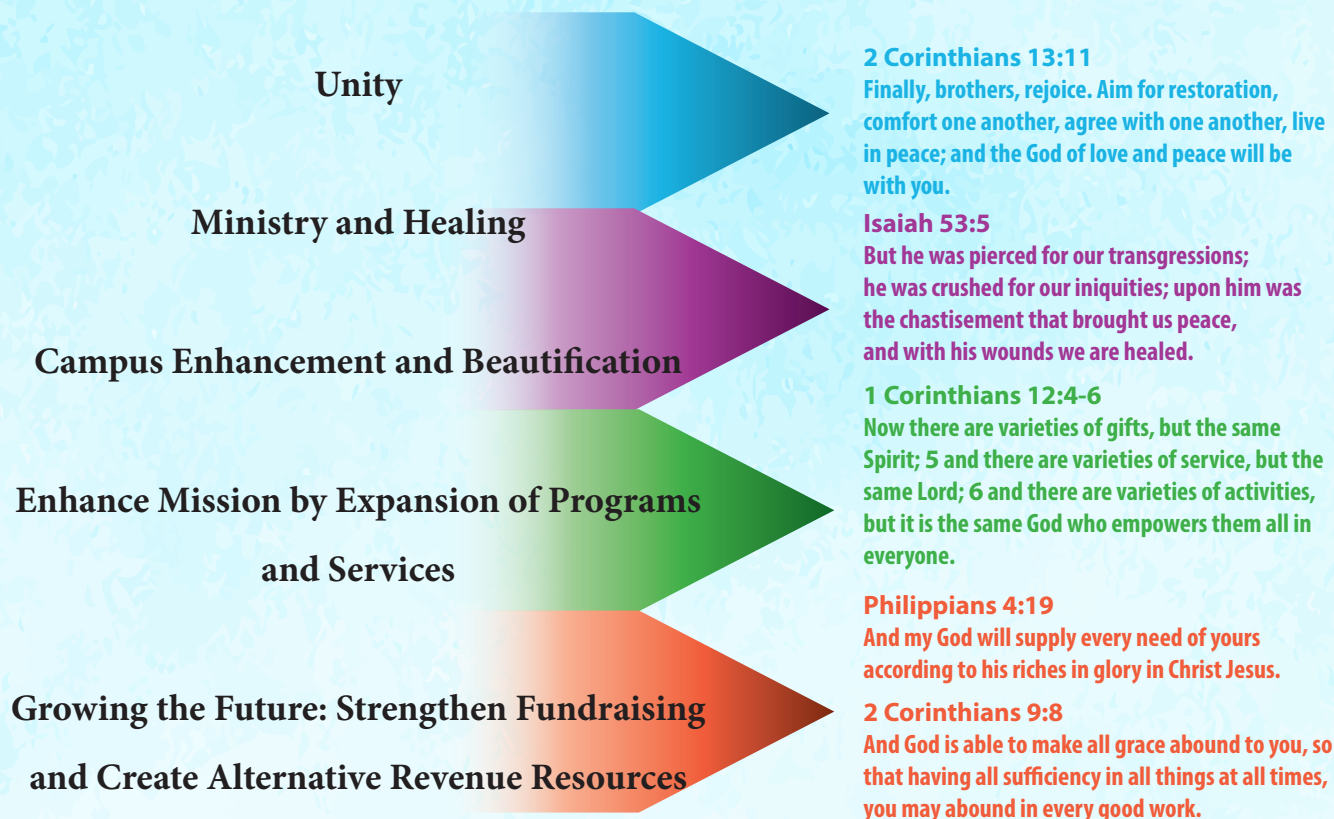 Unity
Ministry and Healing
Campus Enhancement and Beautification
Enhance Mission by Expansion of Programs
and Services
Growing the Future: Strengthen Fundraising
and Create Alternative Revenue Resources
2 Corinthians 13:11
Finally, brothers, rejoice. Aim for restoration,
comfort one another, agree with one another, live
in peace; and the God of love and peace will be
with you.
Isaiah 53:5
But he was pierced for our transgressions;
he was crushed for our iniquities; upon him was
the chastisement that brought us peace,
and with his wounds we are healed.
1 Corinthians 12:4-6
Now there are varieties of gifts, but the same
Spirit; 5 and there are varieties of service, but the
same Lord; 6 and there are varieties of activities,
but it is the same God who empowers them all in
everyone.
Philippians 4:19
And my God will supply every need of yours
according to his riches in glory in Christ Jesus.
2 Corinthians 9:8
And God is able to make all grace abound to you, so
that having all sufficiency in all things at all times,
you may abound in every good work.